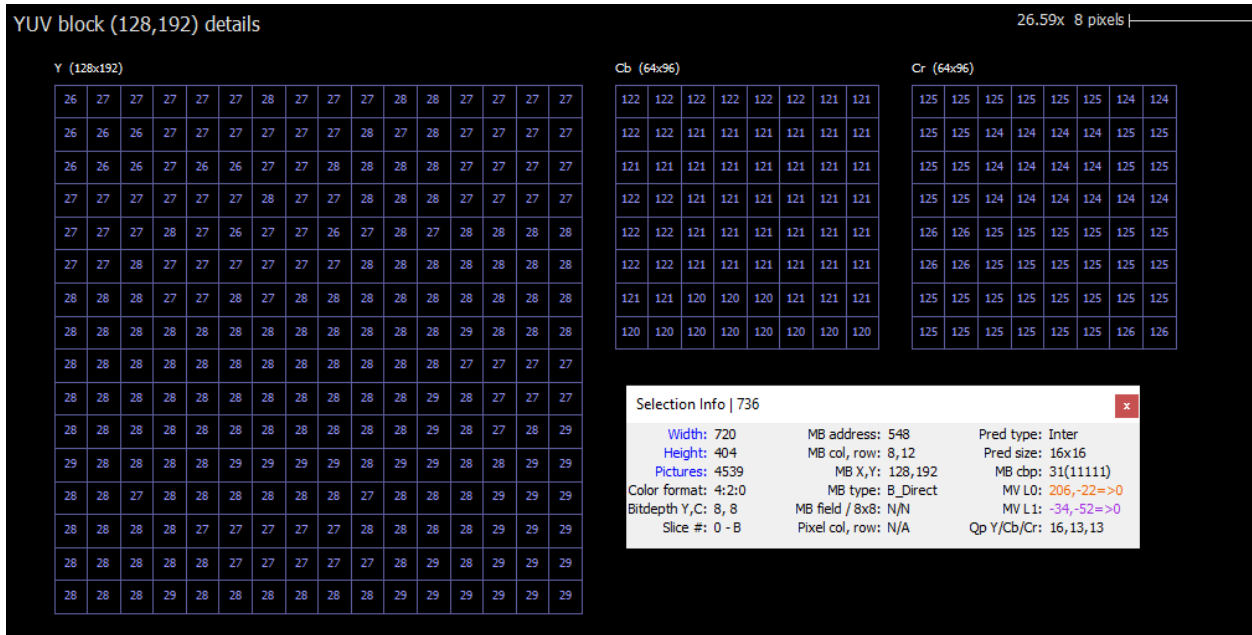 YUV block (128,192) details
26.59x 8 pixels
Y (128x192)
Cb (64x96)
Cr (64x96)
26 27 27 27 27 27 28 27 27 27 28 28 27 27 27 27
122 122 122 122 122 122 121 121
125 125 125 125 125 125 124 124
26 26 26 27 27 27 27 27 27 28 27 28 27 27 27 27
122 122 121 121 121 121 121 121
125 125 124 124 124 124 125 125
26 26 26 27 26 26 27 27 28 28 28 28 27 27 27 27
121 121 121 121 121 121 121 121
125 125 124 124 124 124 125 125
27 27 27 27 27 27 28 27 27 28 28 28 27 27 27 27
122 122 121 121 121 121 121 121
125 125 124 124 124 124 124 124
27 27 27 28 27 26 27 27 26 27 28 27 28 28 28 28
122 122 121 121 121 121 121 121
126 126 125 125 125 125 125 125
27 27 28 27 27 27 27 27 27 28 28 28 28 28 28 28
122 122 121 121 121 121 121 121
126 126 125 125 125 125 125 125
28 28 28 27 27 28 27 28 28 28 28 28 28 28 28 28
121 121 120 120 120 121 121 121
125 125 125 125 125 125 125 125
28 28 28 28 28 28 28 28 28 28 28 28 29 28 28 28
120 120 120 120 120 120 120 120
125 125 125 125 125 125 126 126
28 28 28 28 28 28 28 28 28 28 28 28 27 27 27 27
28 28 28 28 28 28 28 28 28 28 28 29 28 27 27 27
28 28 28 28 28 28 28 28 28 28 28 29 28 27 28 29
29 28 28 28 29 29 29 29 28 29 28 28 28 28 28 29
28 28 27 28 28 28 28 28 28 27 28 28 28 29 29 29
28 28 28 28 27 27 27 27 28 28 28 28 28 29 29 29
28 28 28 28 27 27 27 27 27 27 28 28 29 28 29 29
28 28 28 29 28 28 28 28 28 28 29 29 29 29 29 29
Selection Info | 736
x
Width: 720 MB address: 548 Pred type: Inter
Height: 404 MB col, row: 8,12 Pred size: 16x16
Pictures: 4539 MB X,Y: 128,192 MB cbp: 31(11111)
Color format: 4:2:0 MB type: B_Direct MV L0: 206,-22=>0
Bitdepth Y,C: 8, 8 MB field / 8x8: N/N MV L1: -34,-52=>0
Slice #: 0 - B Pixel col, row: N/A Qp Y/Cb/Cr: 16,13,13